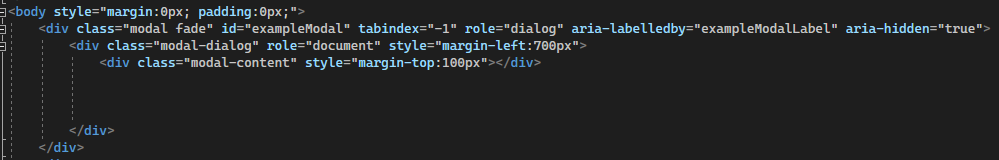 <body style="margin:0px; padding:0px;">
<div class="modal fade" id="exampleModal" tabindex="-1" role="dialog" aria-labelledby="exampleModalLabel" aria-hidden="true">
<div class="modal-dialog" role="document" style="margin-left:700px">
<div class="modal-content" style="margin-top:100px"></div>
</div>
</div>